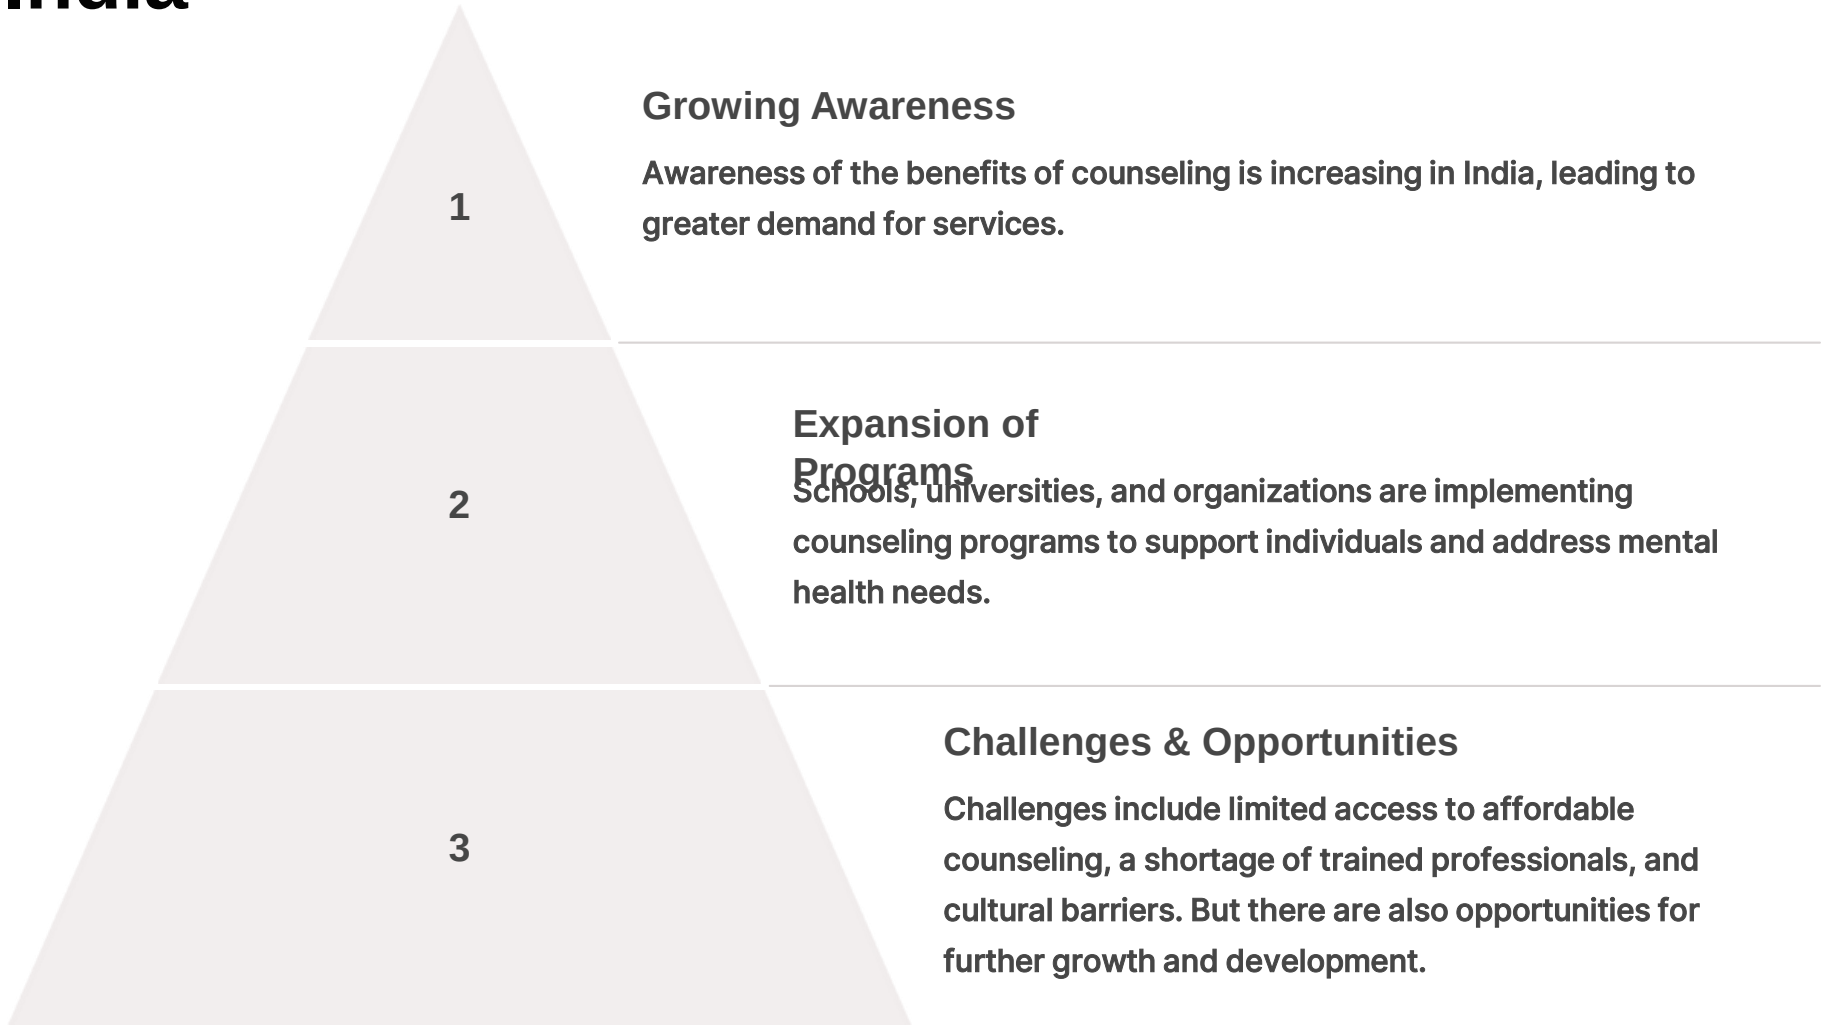 India
1
Growing Awareness
Awareness of the benefits of counseling is increasing in India, leading to
greater demand for services.
2
Expansion of
Programs
Schools, universities, and organizations are implementing
counseling programs to support individuals and address mental
health needs.
3
Challenges & Opportunities
Challenges include limited access to affordable
counseling, a shortage of trained professionals, and
cultural barriers. But there are also opportunities for
further growth and development.